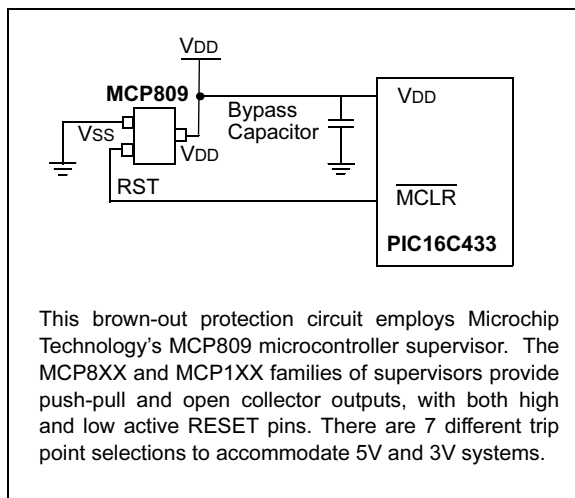 VDD
MCP809
Bypass
Capacitor
VDD
VSS
VDD
RST
MCLR
PIC16C433
This brown-out protection circuit employs Microchip
Technology's MCP809 microcontroller supervisor. The
MCP8XX and MCP1XX families of supervisors provide
push-pull and open collector outputs, with both high
and low active RESET pins. There are 7 different trip
point selections to accommodate 5V and 3V systems.